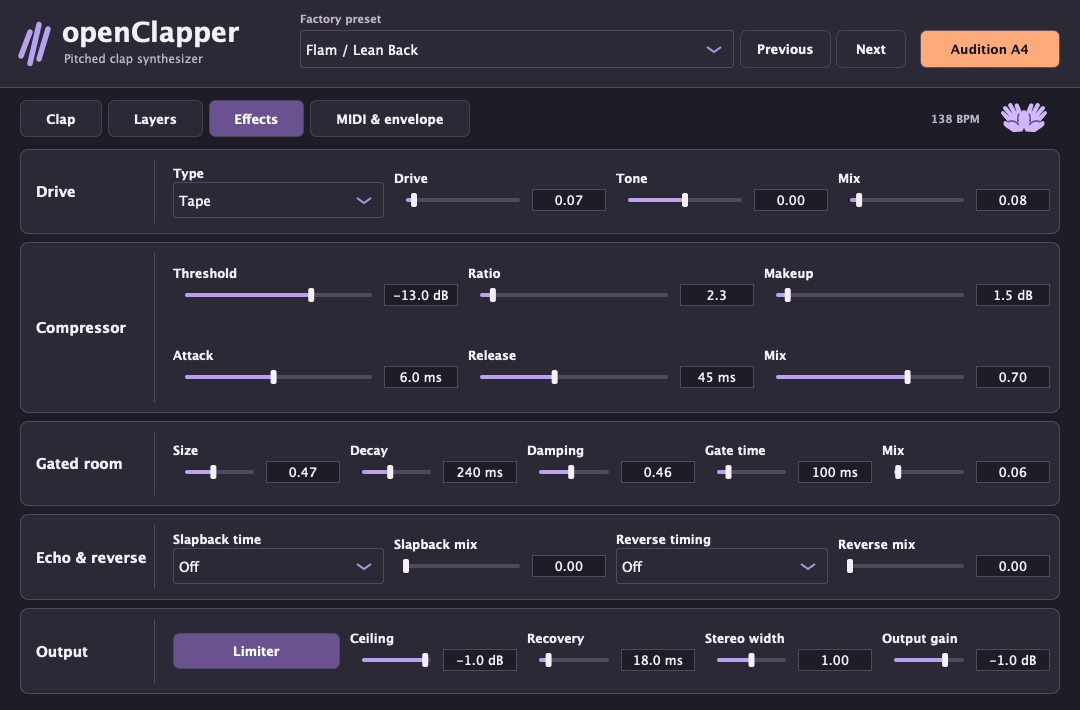 openClapper
Pitched clap synthesizer
Factory preset
Flam / Lean Back
Previous
Next
Audition A4
Clap
Layers
Effects
MIDI & envelope
138 BPM
Drive
Type
Tape
Drive
0.07
Tone
0.00
Mix
0.08
Compressor
Threshold
-13.0 dB
Ratio
2.3
Makeup
1.5 dB
Attack
6.0 ms
Release
45 ms
Mix
0.70
Gated room
Size
0.47
Decay
240 ms
Damping
0.46
Gate time
100 ms
Mix
0.06
Echo & reverse
Slapback time
Off
Slapback mix
0.00
Reverse timing
Off
Reverse mix
0.00
Output
Limiter
Ceiling
-1.0 dB
Recovery
18.0 ms
Stereo width
1.00
Output gain
-1.0 dB